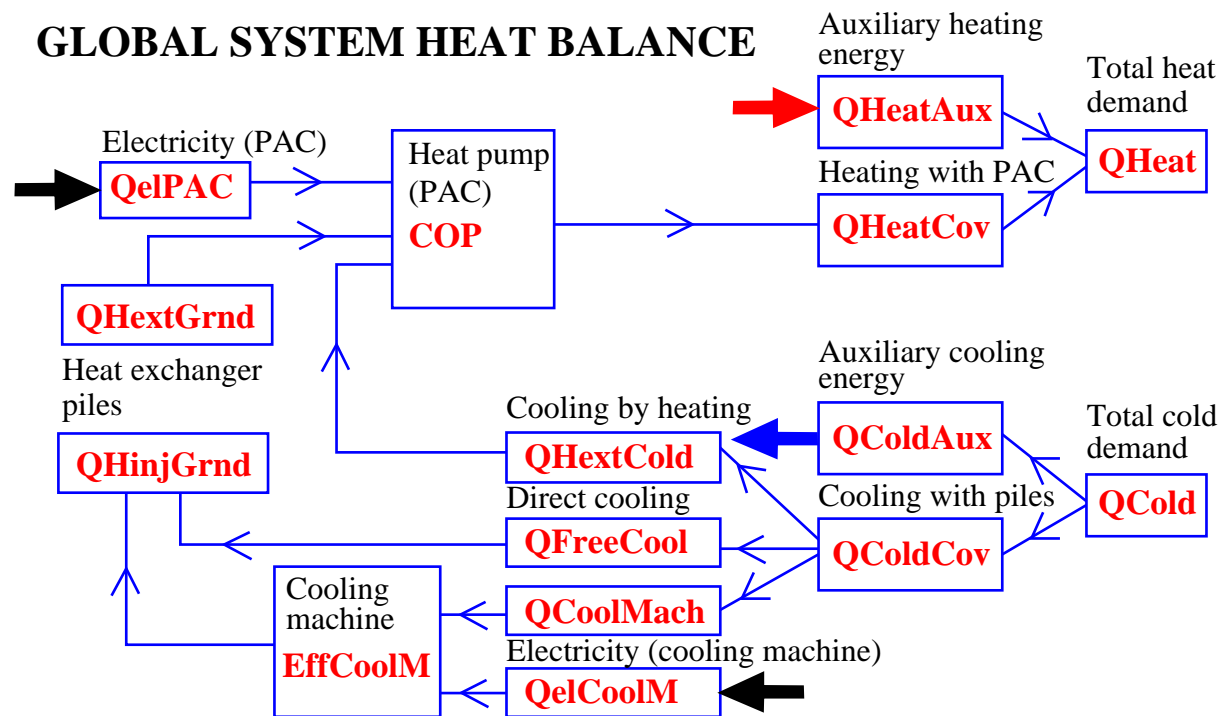 GLOBAL SYSTEM HEAT BALANCE
Auxiliary heating
energy
QHeatAux
Total heat
demand
QHeat
Electricity (PAC)
QelPAC
Heat pump
(PAC)
COP
Heating with PAC
QHeatCov
QHextGrnd
Heat exchanger
piles
QHinjGrnd
Cooling by heating
QHextCold
Auxiliary cooling
energy
QColdAux
Total cold
demand
QCold
Direct cooling
QFreeCool
Cooling with piles
QColdCov
Cooling
machine
EffCoolM
QCoolMach
Electricity (cooling machine)
QelCoolM